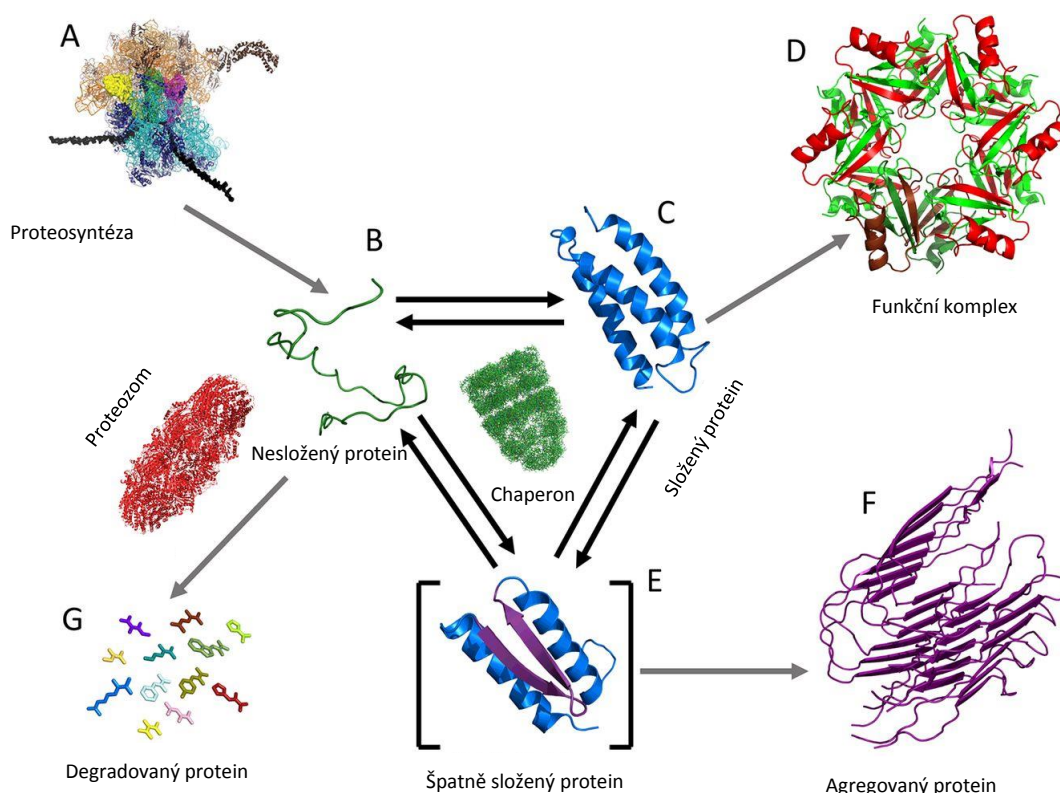 A
D
Proteosyntéza
B
C
Funkční komplex
Proteozom
Nesložený protein
Chaperon
Složený protein
F
E
G
Degradovaný protein
Špatně složený protein
Agregovaný protein